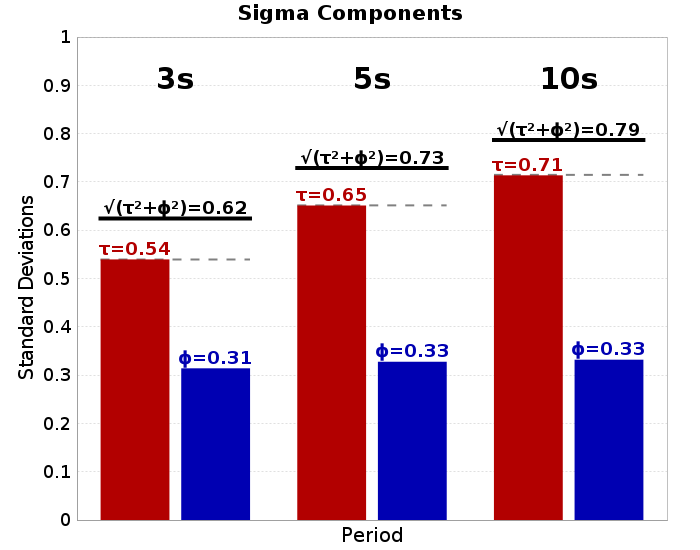 Sigma Components
1
0.9
0.8
0.7
0.6
0.5
0.4
0.3
0.2
0.1
0
Standard Deviations
3s
5s
10s
√(τ²+ϕ²)=0.62
√(τ²+ϕ²)=0.73
√(τ²+ϕ²)=0.79
τ=0.54
ϕ=0.31
τ=0.65
ϕ=0.33
τ=0.71
ϕ=0.33
Period